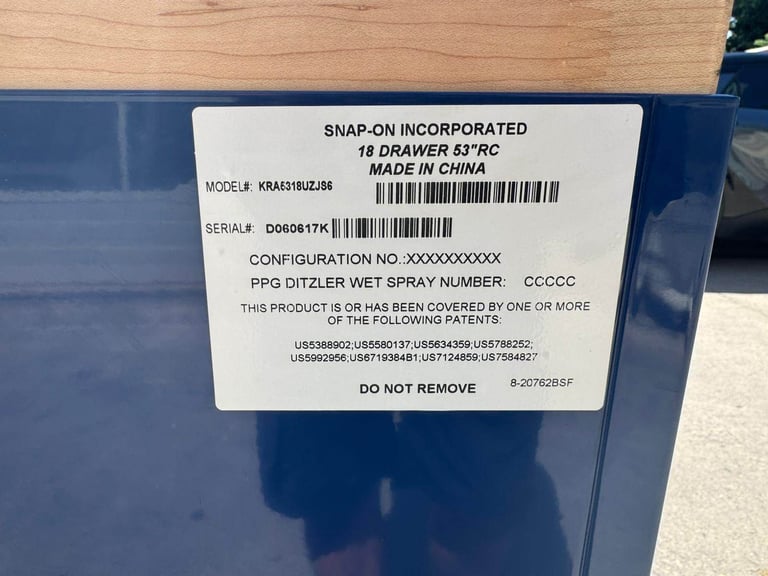 SNAP-ON INCORPORATED
18 DRAWER 53"RC
MADE IN CHINA
MODEL#: KRA5318UZJS6
SERIAL#: D060617K
CONFIGURATION NO.:XXXXXXXXXX
PPG DITZLER WET SPRAY NUMBER: CCCCC
THIS PRODUCT IS OR HAS BEEN COVERED BY ONE OR MORE
OF THE FOLLOWING PATENTS:
US5388902;US5580137;US5634359;US5788252;
US5992956;US6719384B1;US7124859;US7584827
DO NOT REMOVE
8-20762BSF